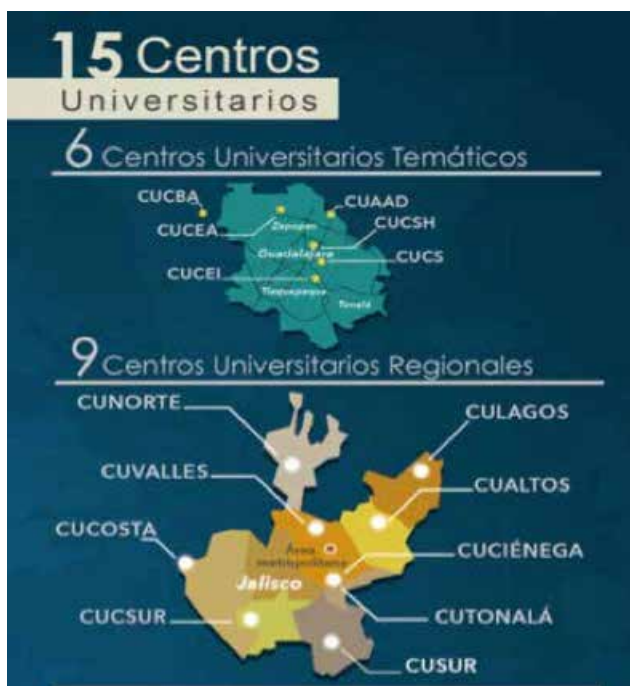 15 Centros
Universitarios
6 Centros Universitarios Temáticos
CUCBA
CUAAD
CUCEA
CUCSH
Zapopan
Guadalajara
CUCS
CUCEI
Tlaquepaque
Tonalá
9 Centros Universitarios Regionales
CUNORTE
CULAGOS
CUVALLES
CUALTOS
CUCOSTA
Área
metropolitana
CUCIÉNEGA
Jalisco
CUCSUR
CUTONALÁ
CUSUR